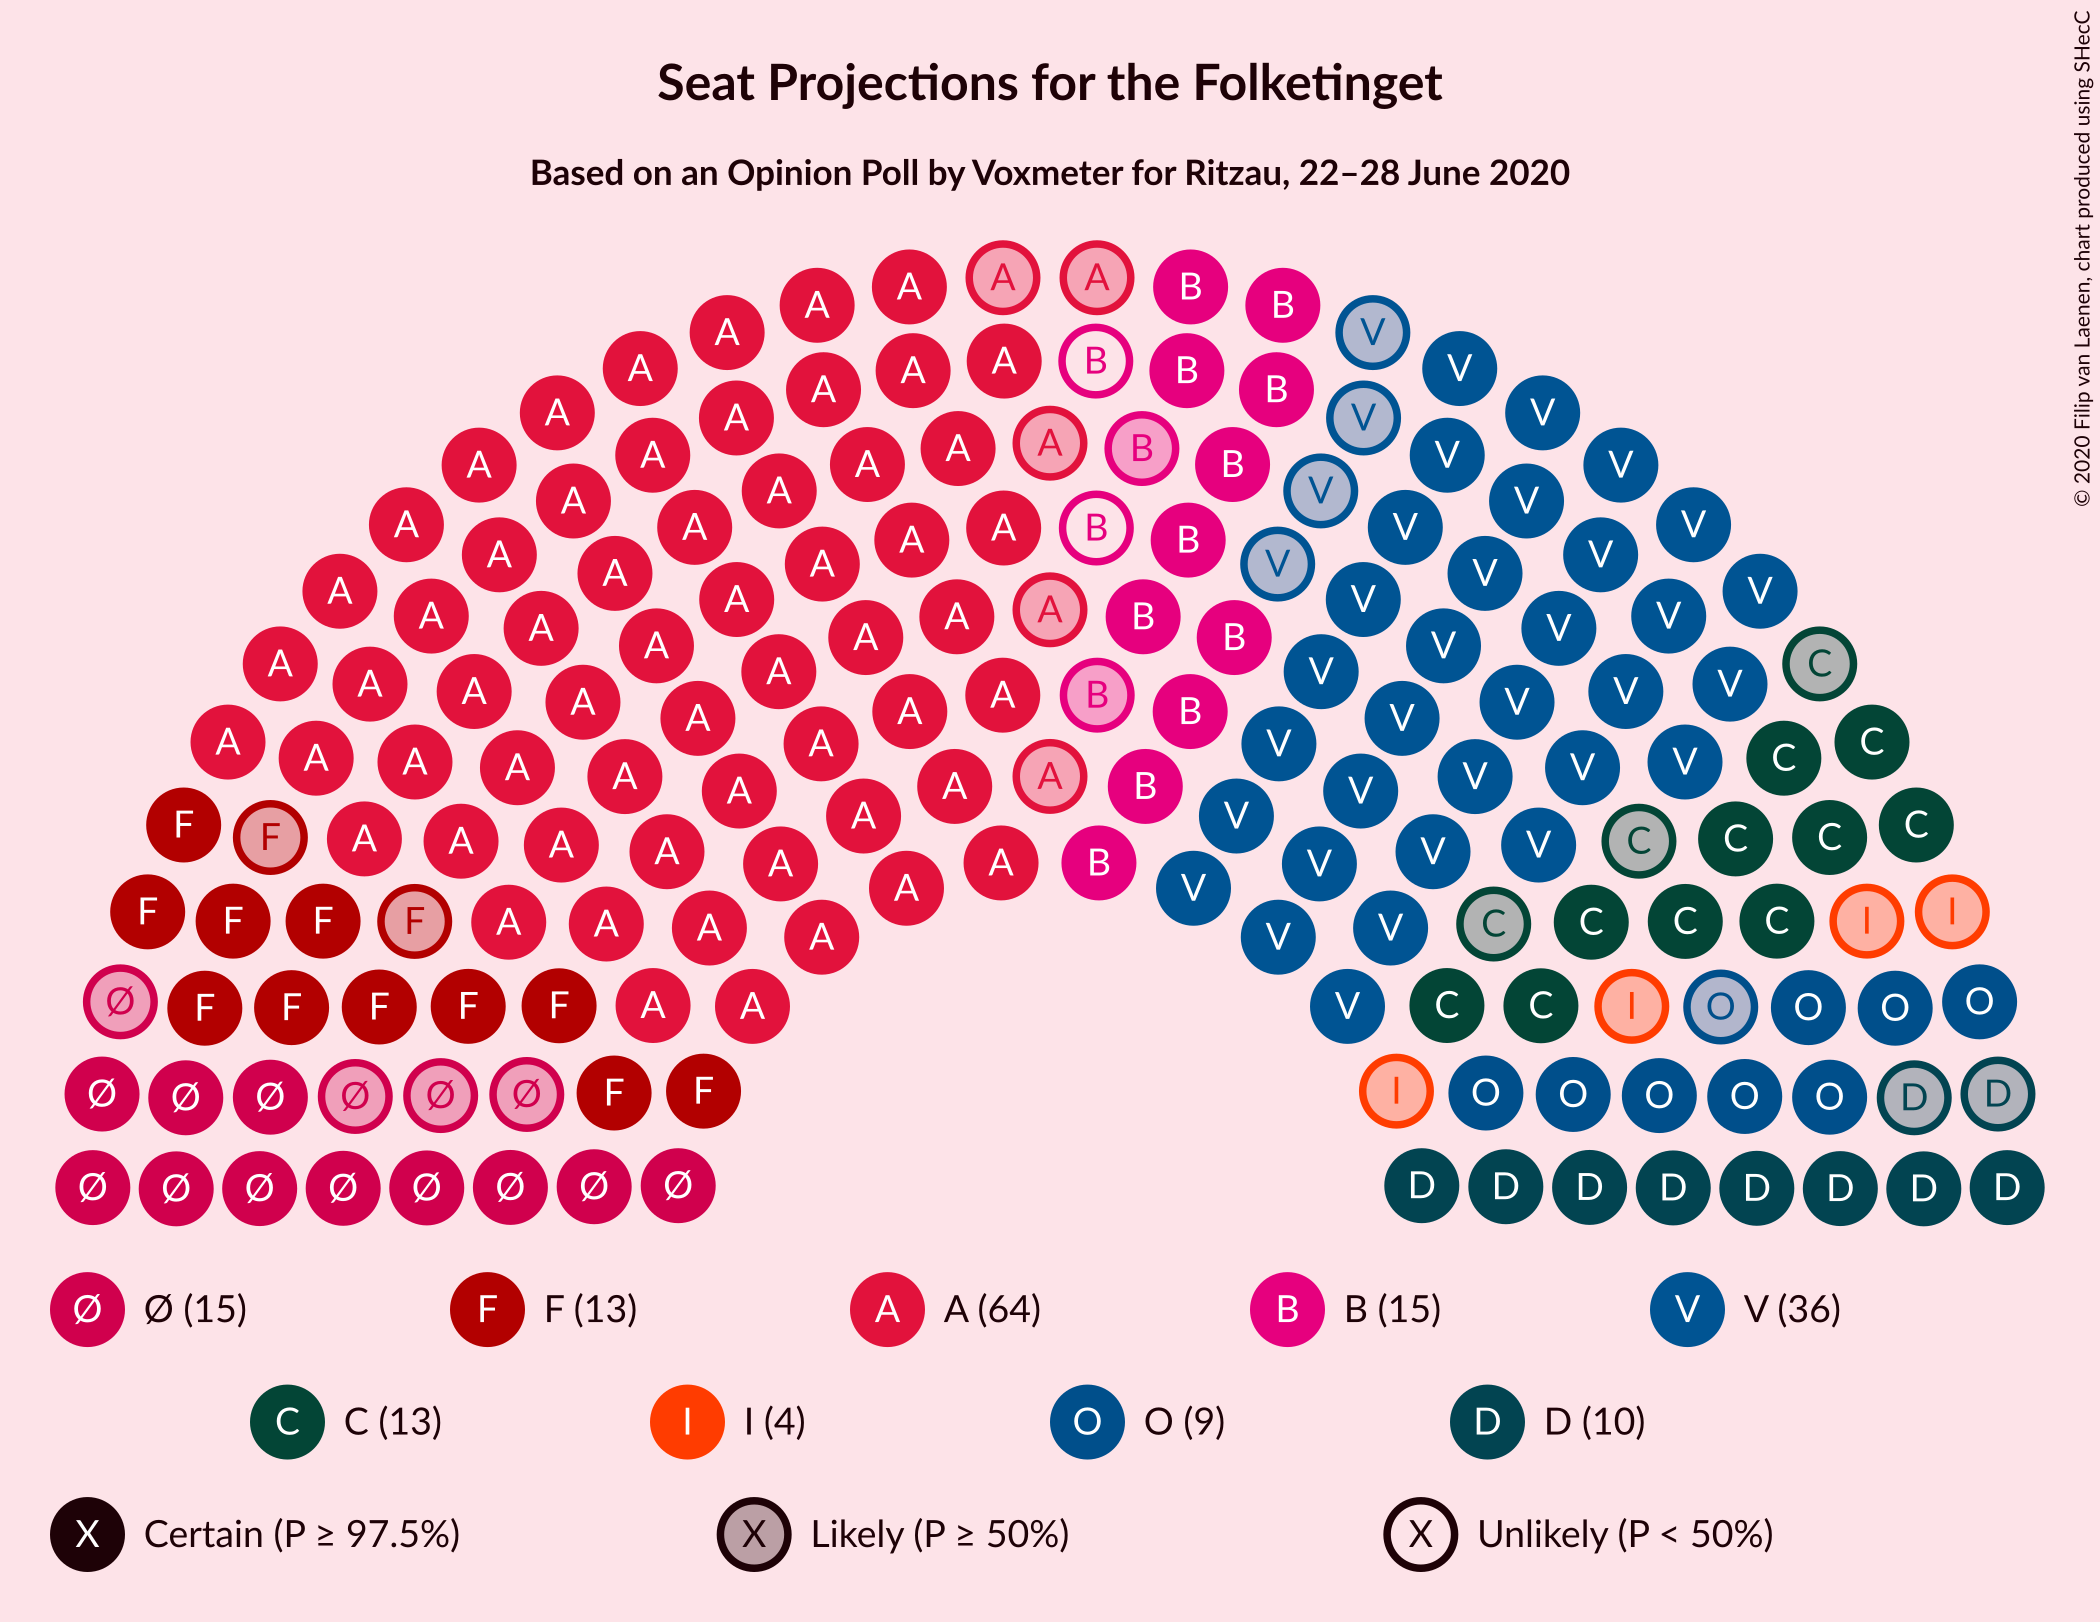 Seat Projections for the Folketinget
Based on an Opinion Poll by Voxmeter for Ritzau, 22–28 June 2020
© 2020 Filip van Laenen, chart produced using SHecC
A A A B
A B
A V
A A A B B V
A B
A A V V
A A A A A B B V V
A A V V
A A A A A B B V V V
A A V V
A A A A A B V V V
A A A B V V
A A A A A B V V V C
A A A B V V
A A A A A V V V C C
A A A A B V V
F F A A A A A V V V C C C C
A A A B V V
F F F F A A A A V V C C C C I I
Ø F F F F F A A V C C I O O O O
Ø Ø Ø Ø Ø Ø F F I O O O O O D D
Ø Ø Ø Ø Ø Ø Ø Ø D D D D D D D D
Ø Ø (15) F F (13) A A (64) B B (15) V V (36)
C C (13) I I (4) O O (9) D D (10)
X Certain (P ≥ 97.5%) X Likely (P ≥ 50%) X Unlikely (P < 50%)